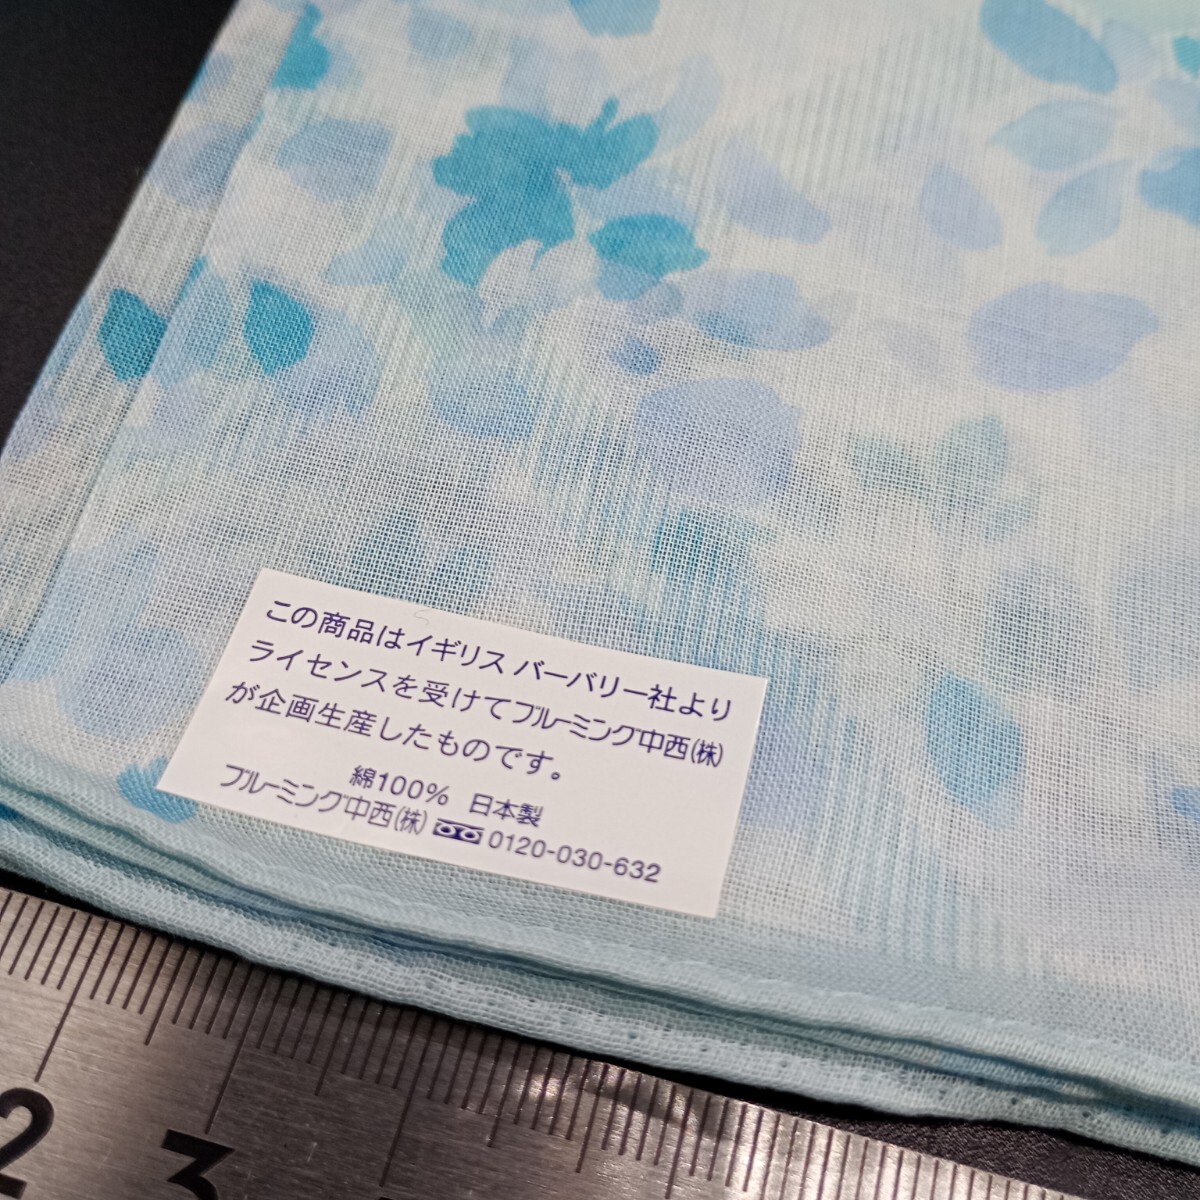 この商品はイギリス バーバリー社より
ライセンスを受けてブルーミング中西(株)
が企画生産したものです。
綿100% 日本製
ブルーミング中西(株) 0120-030-632
2 3